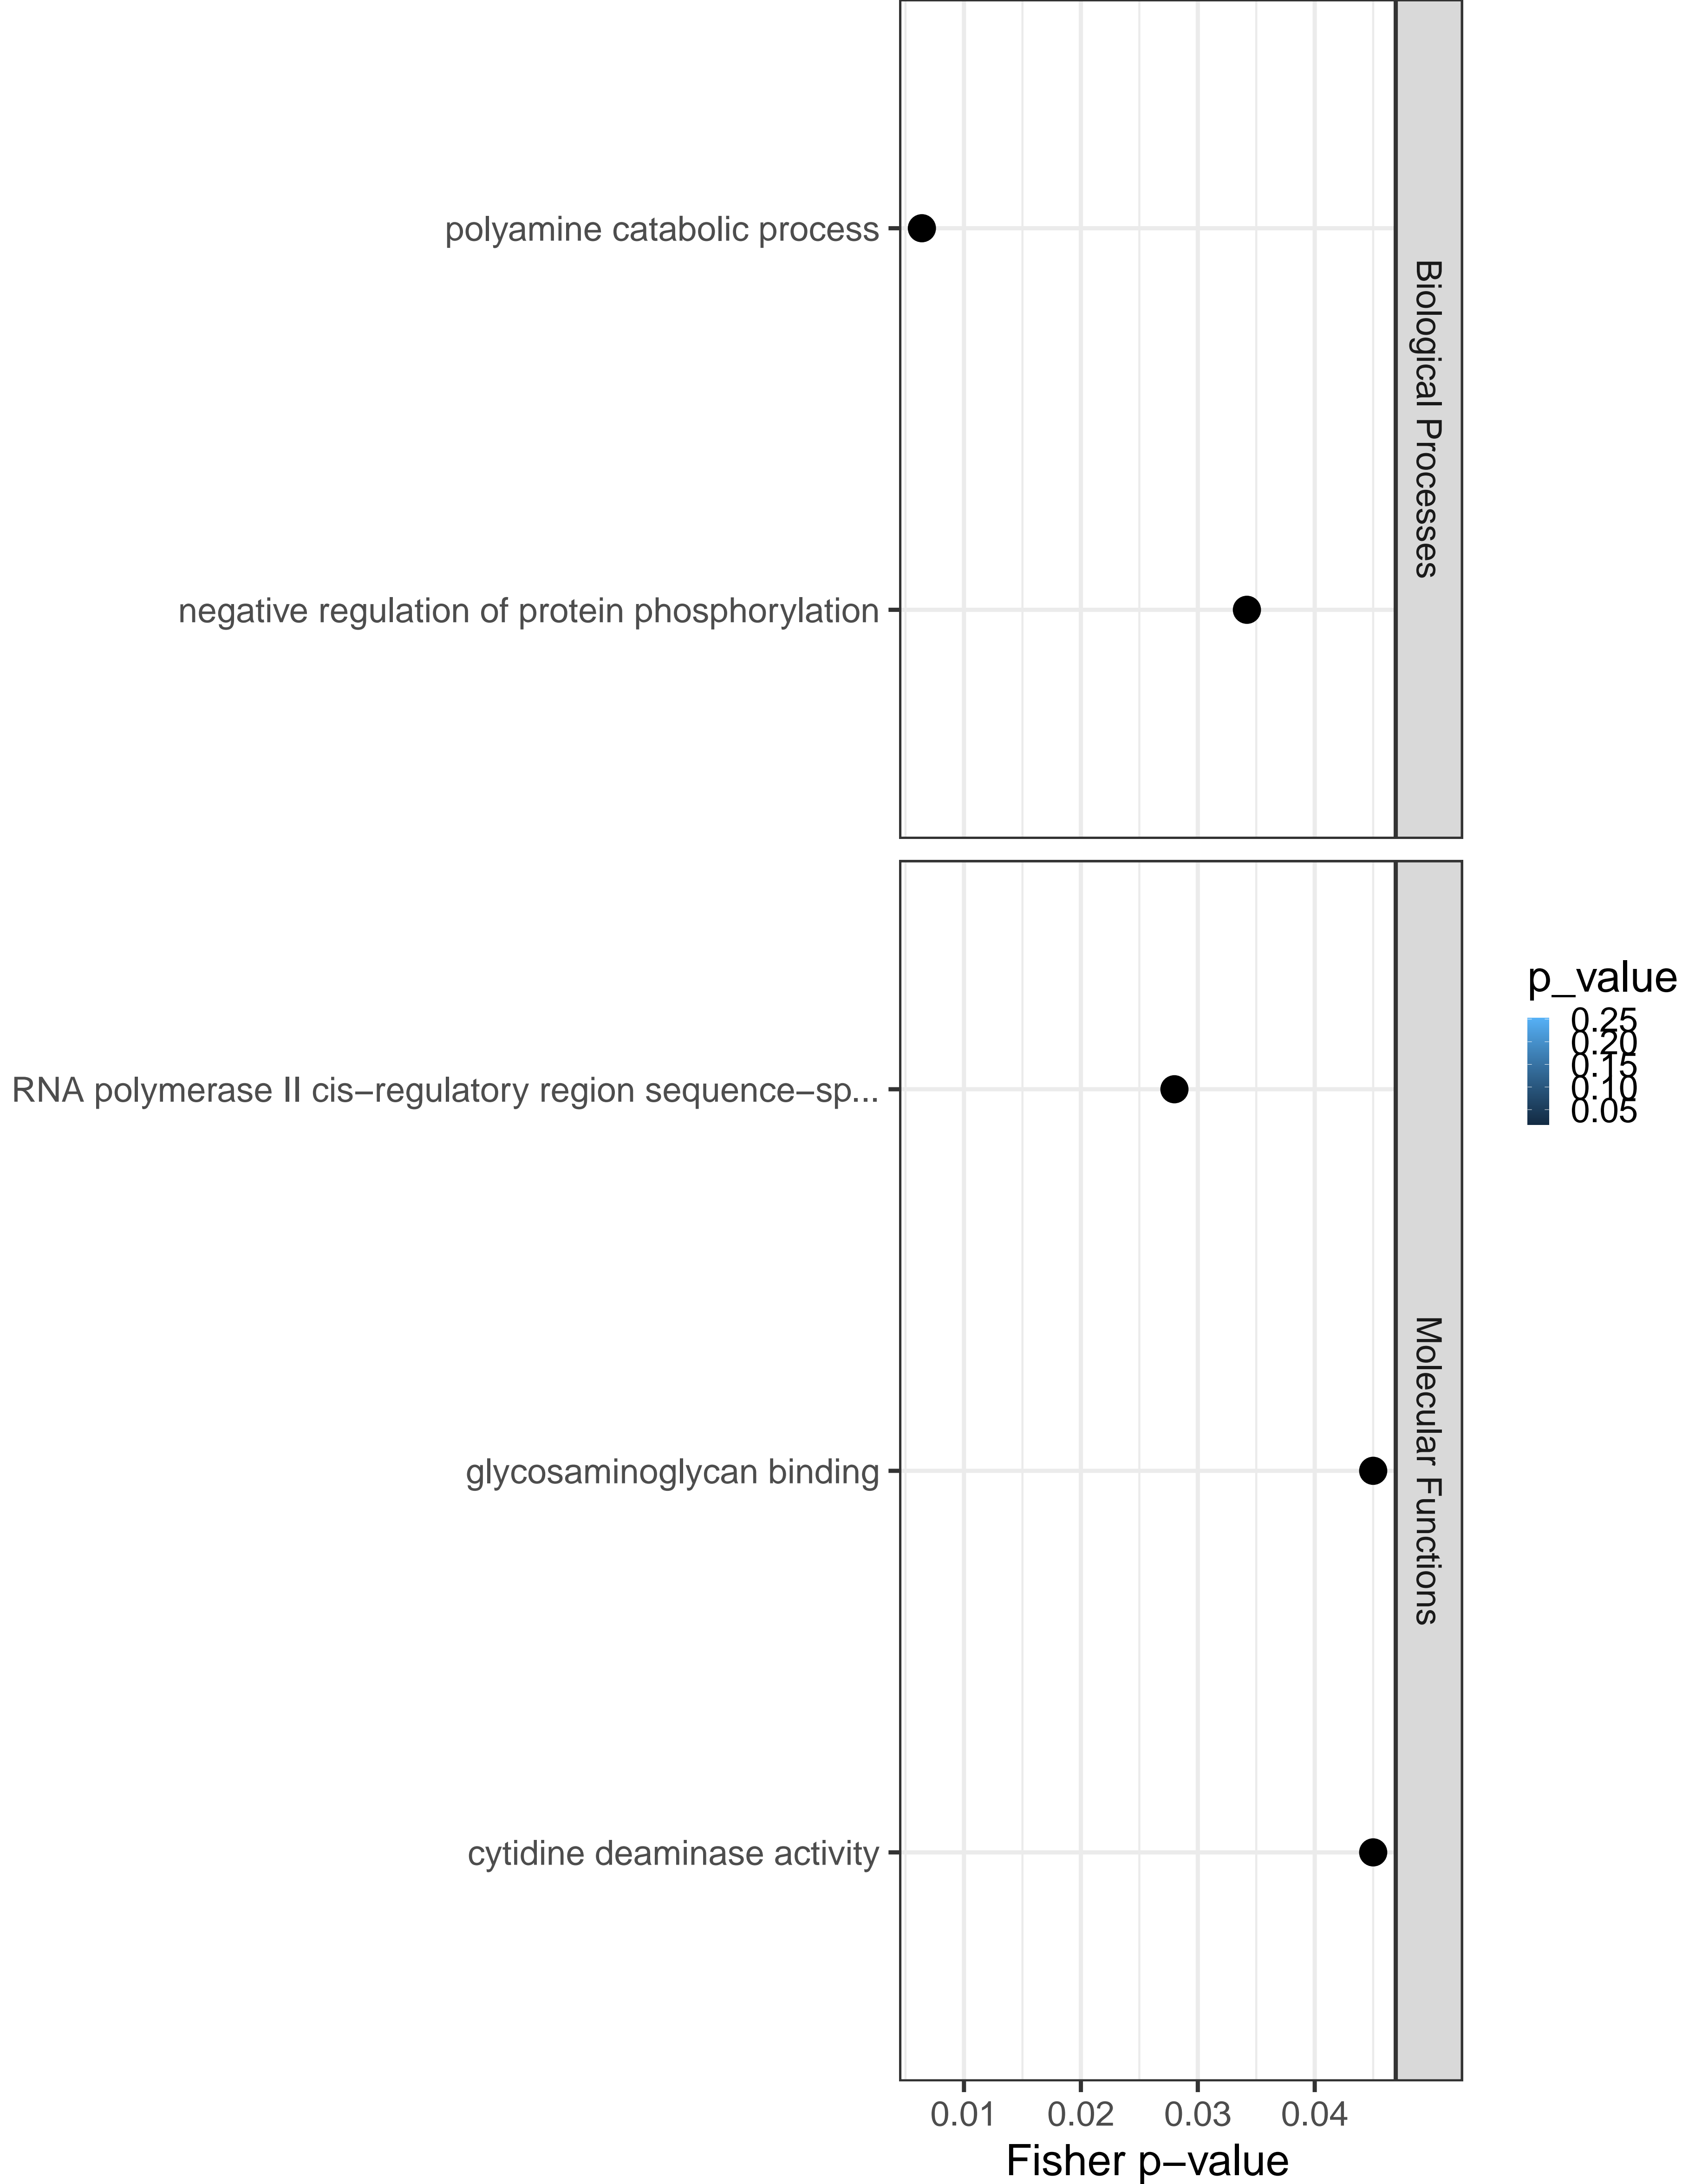 polyamine catabolic process
negative regulation of protein phosphorylation
Biological Processes
RNA polymerase II cis−regulatory region sequence−sp...
glycosaminoglycan binding
cytidine deaminase activity
Molecular Functions
0.01 0.02 0.03 0.04
Fisher p−value
p_value
0.25
0.20
0.15
0.10
0.05